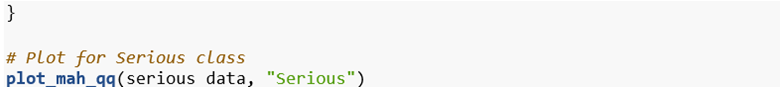 }
# Plot for Serious class
plot_mah_qq(serious data, "Serious")